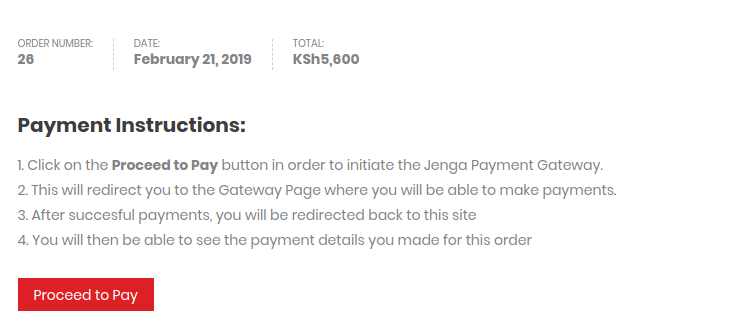 ORDER NUMBER: DATE: TOTAL:
26 February 21, 2019 KSh5,600
Payment Instructions:
1. Click on the Proceed to Pay button in order to initiate the Jenga Payment Gateway.
2. This will redirect you to the Gateway Page where you will be able to make payments.
3. After succesful payments, you will be redirected back to this site
4. You will then be able to see the payment details you made for this order
Proceed to Pay